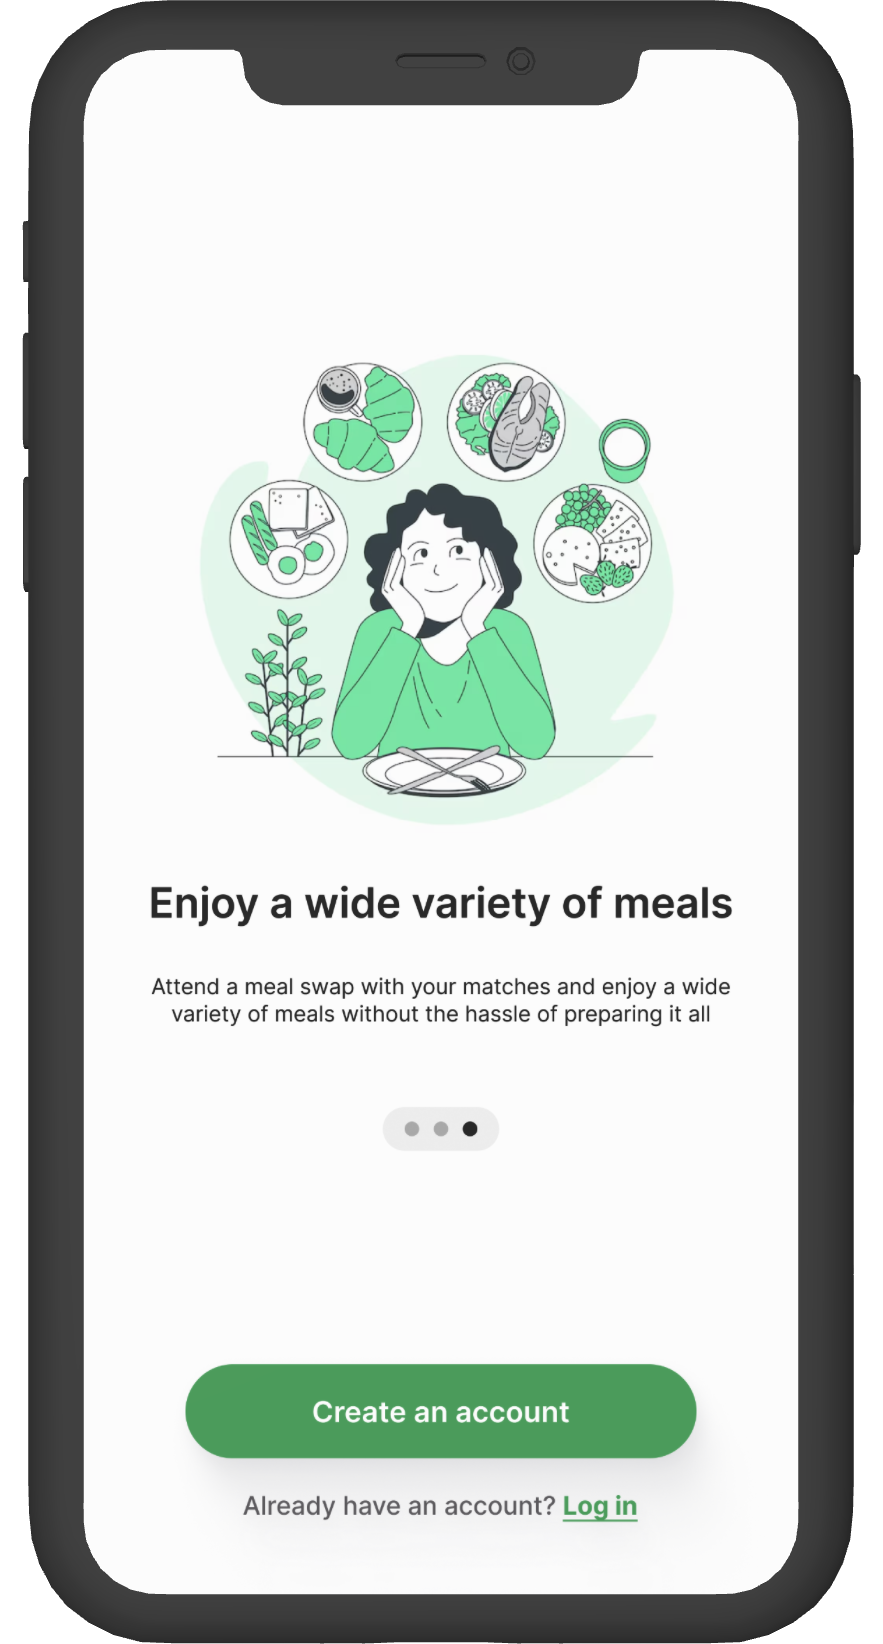 Enjoy a wide variety of meals
Attend a meal swap with your matches and enjoy a wide
variety of meals without the hassle of preparing it all
Create an account
Already have an account? Log in